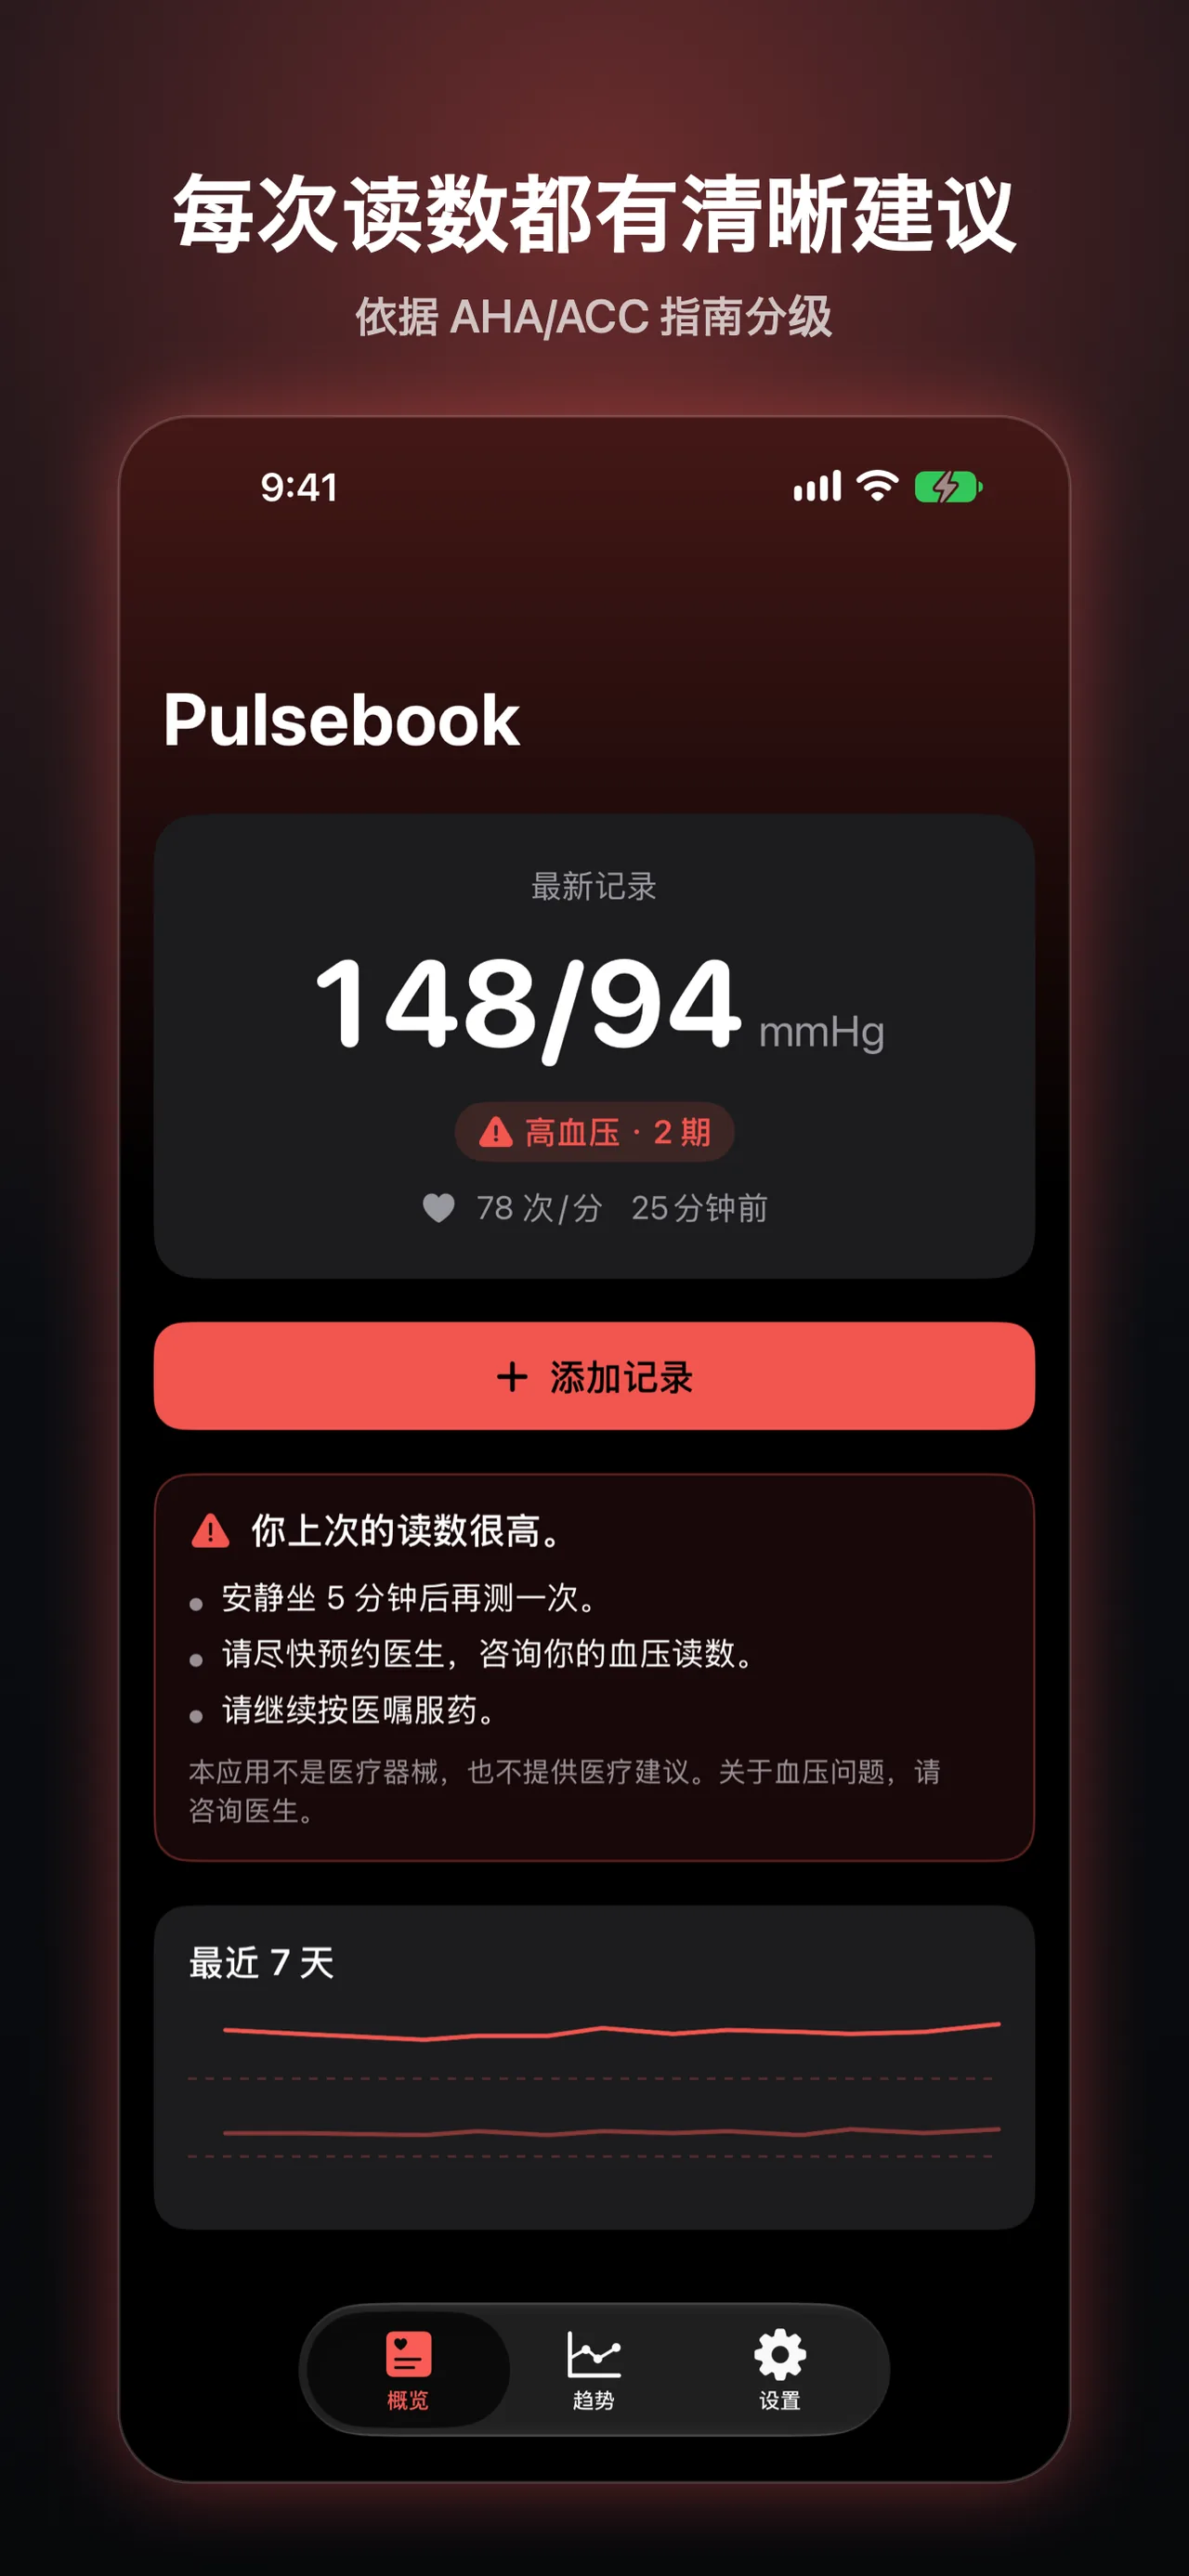 每次读数都有清晰建议
依据 AHA/ACC 指南分级
9:41
Pulsebook
最新记录
148/94 mmHg
高血压 · 2 期
78 次/分 25分钟前
+ 添加记录
你上次的读数很高。
安静坐 5 分钟后再测一次。
请尽快预约医生，咨询你的血压读数。
请继续按医嘱服药。
本应用不是医疗器械，也不提供医疗建议。关于血压问题，请
咨询医生。
最近 7 天
概览 趋势 设置